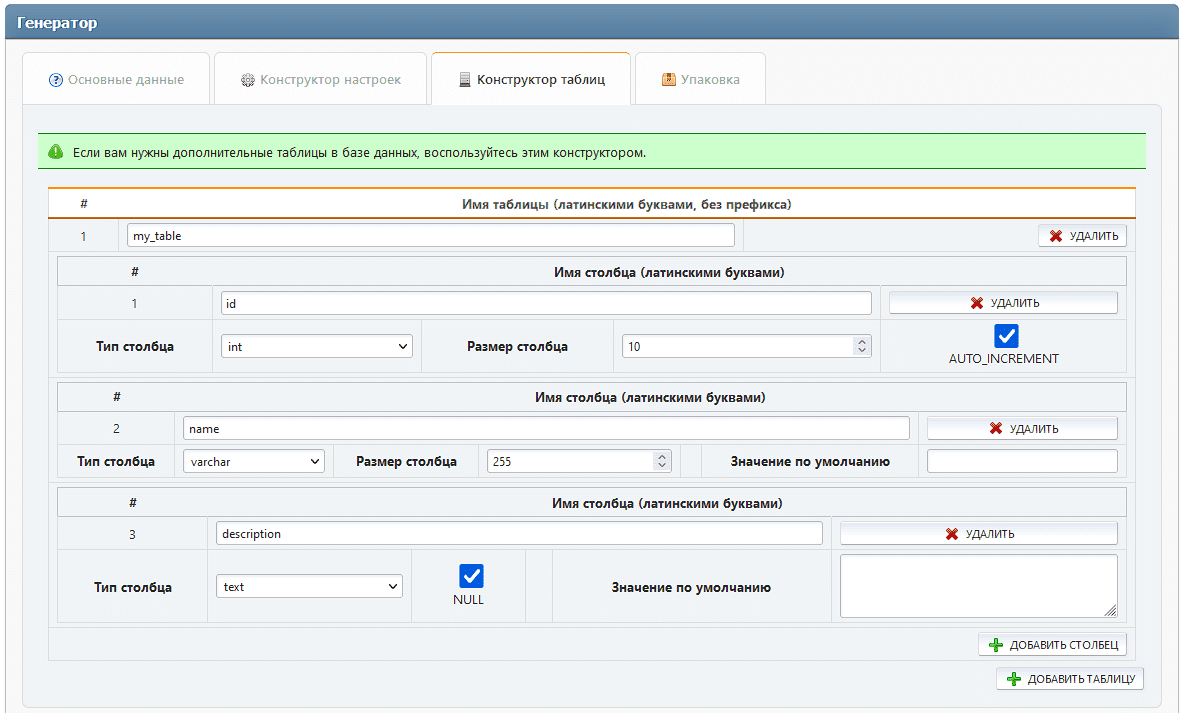 Генератор
Основные данные Конструктор настроек Конструктор таблиц Упаковка
Если вам нужны дополнительные таблицы в базе данных, воспользуйтесь этим конструктором.
# Имя таблицы (латинскими буквами, без префикса)
1 my_table УДАЛИТЬ
# Имя столбца (латинскими буквами)
1 id УДАЛИТЬ
Тип столбца int Размер столбца 10 AUTO_INCREMENT
# Имя столбца (латинскими буквами)
2 name УДАЛИТЬ
Тип столбца varchar Размер столбца 255 Значение по умолчанию
# Имя столбца (латинскими буквами)
3 description УДАЛИТЬ
Тип столбца text NULL Значение по умолчанию
ДОБАВИТЬ СТОЛБЕЦ
ДОБАВИТЬ ТАБЛИЦУ